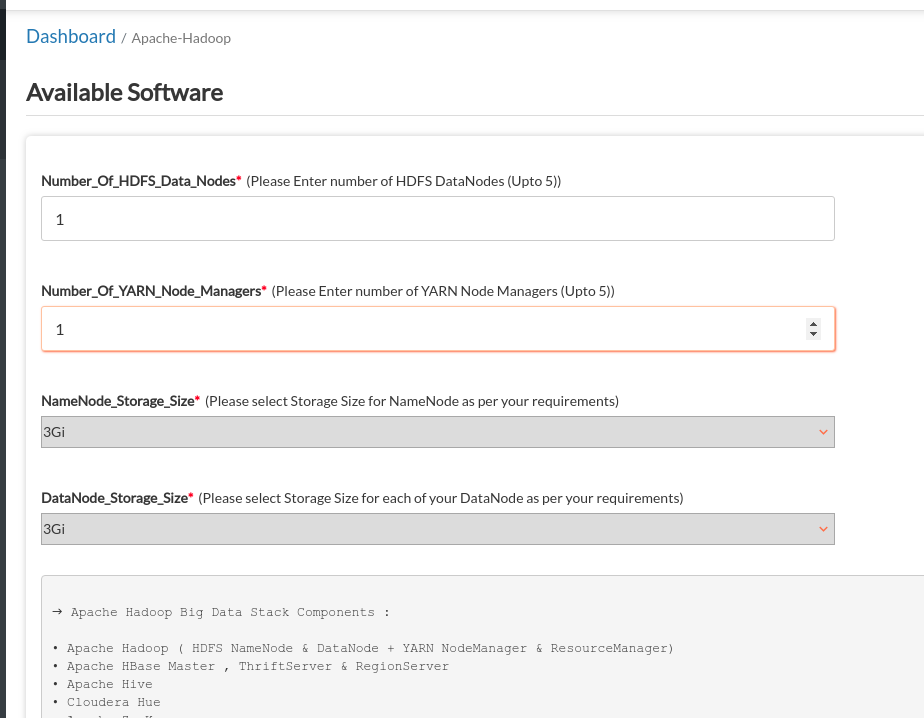 Dashboard / Apache-Hadoop
Available Software
Number_Of_HDFS_Data_Nodes* (Please Enter number of HDFS DataNodes (Upto 5))
1
Number_Of_YARN_Node_Managers* (Please Enter number of YARN Node Managers (Upto 5))
1
NameNode_Storage_Size* (Please select Storage Size for NameNode as per your requirements)
3Gi
DataNode_Storage_Size* (Please select Storage Size for each of your DataNode as per your requirements)
3Gi
→ Apache Hadoop Big Data Stack Components :
• Apache Hadoop ( HDFS NameNode & DataNode + YARN NodeManager & ResourceManager)
• Apache HBase Master , ThriftServer & RegionServer
• Apache Hive
• Cloudera Hue